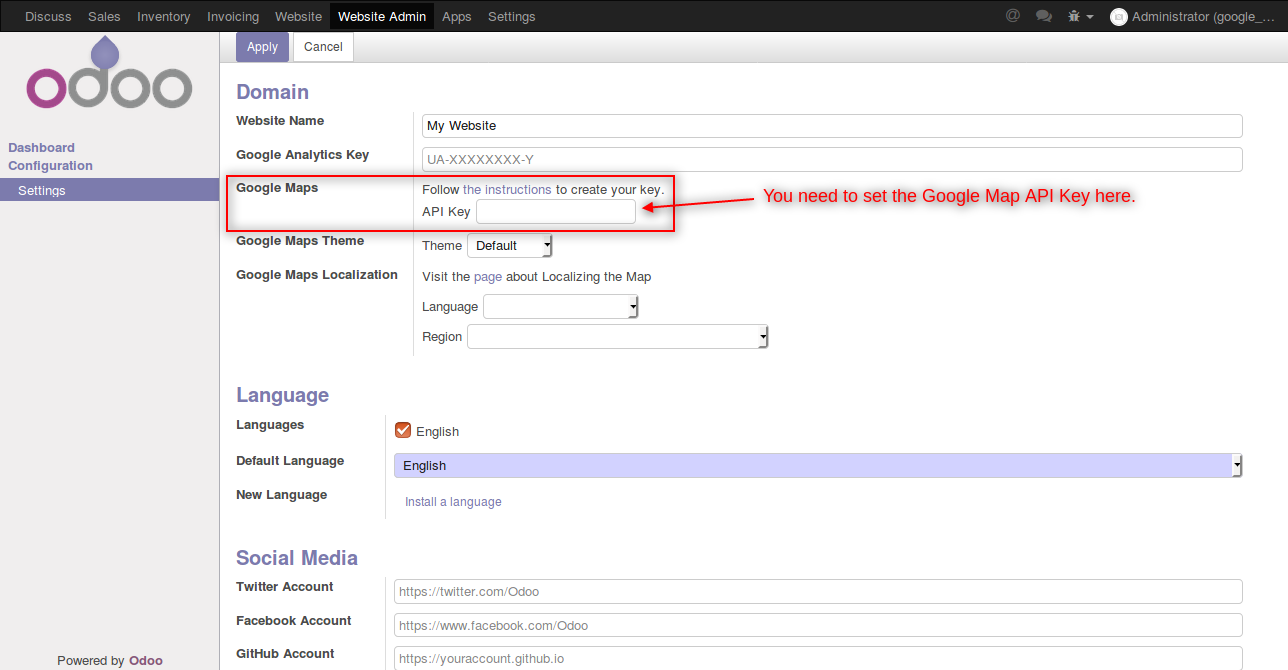 Discuss Sales Inventory Invoicing Website Website Admin Apps Settings @ Administrator (google_...
Apply Cancel
odoo
Dashboard
Configuration
Settings
Domain
Website Name My Website
Google Analytics Key UA-XXXXXXXX-Y
Google Maps Follow the instructions to create your key.
API Key
You need to set the Google Map API Key here.
Google Maps Theme Theme Default
Google Maps Localization Visit the page about Localizing the Map
Language
Region
Language
Languages English
Default Language English
New Language Install a language
Social Media
Twitter Account https://twitter.com/Odoo
Facebook Account https://www.facebook.com/Odoo
GitHub Account https://youraccount.github.io
Powered by Odoo